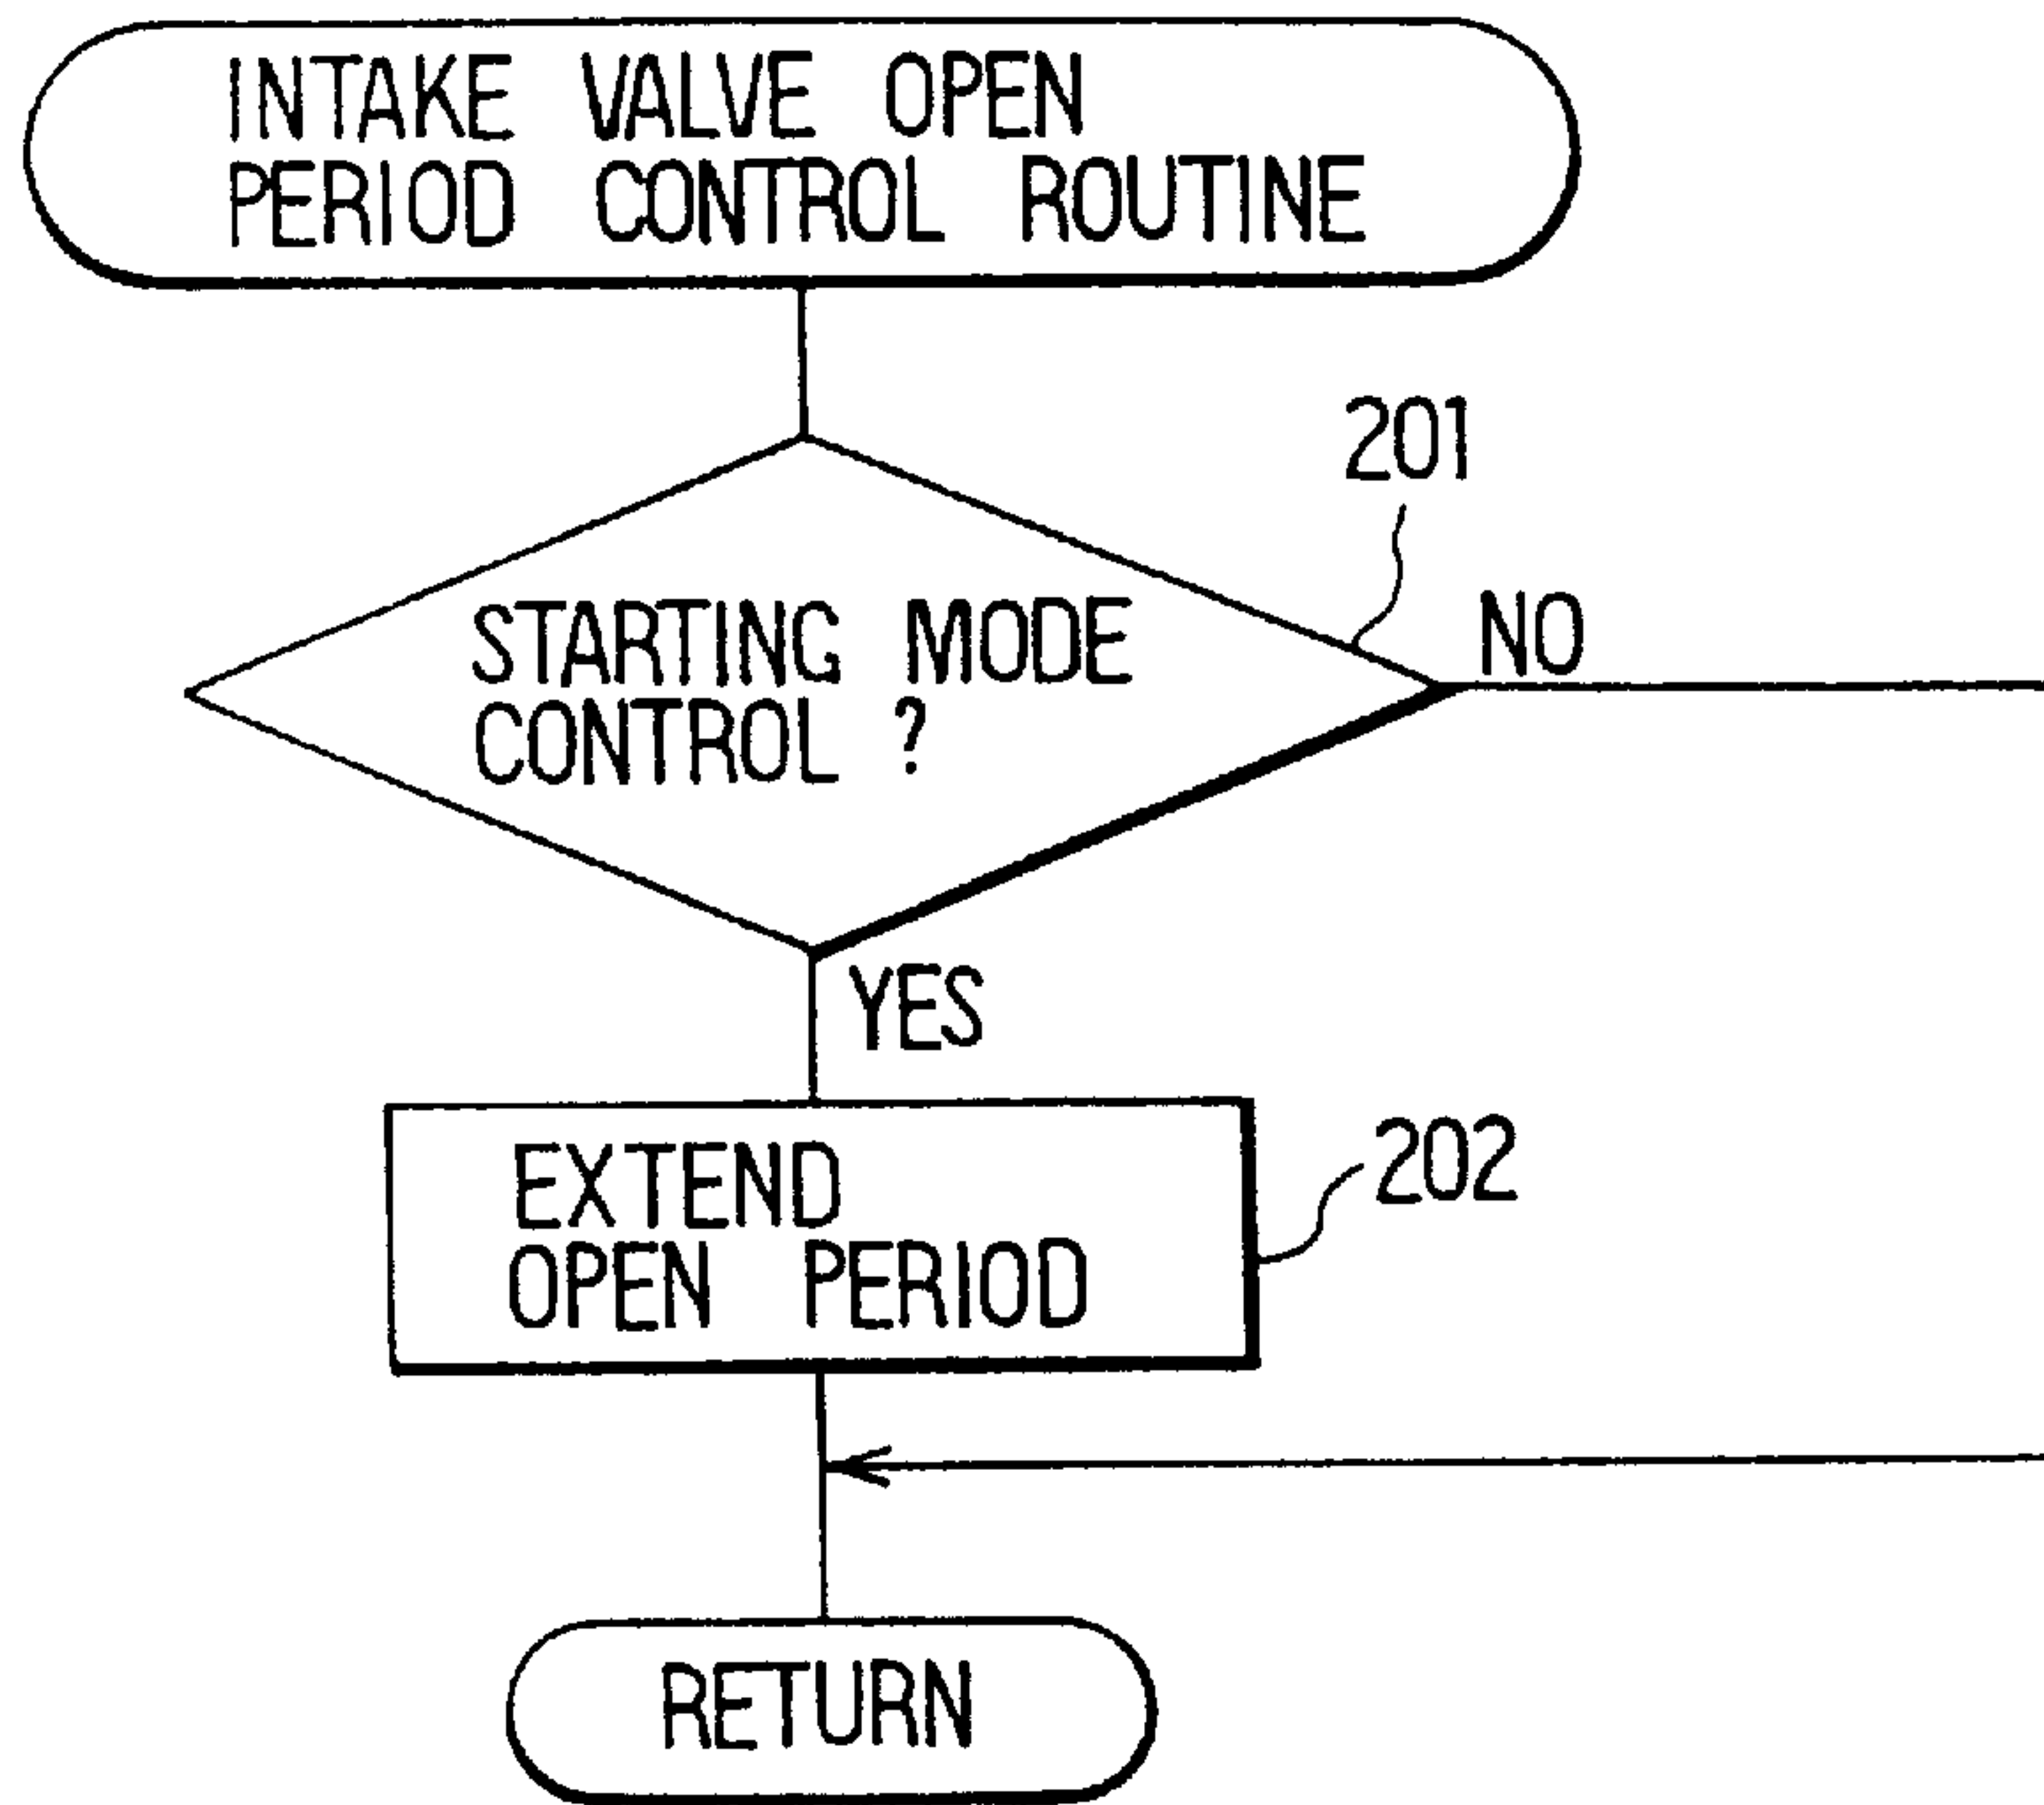 INTAKE VALVE OPEN
PERIOD CONTROL ROUTINE
201
STARTING MODE
CONTROL ?
NO
YES
EXTEND
OPEN PERIOD
202
RETURN